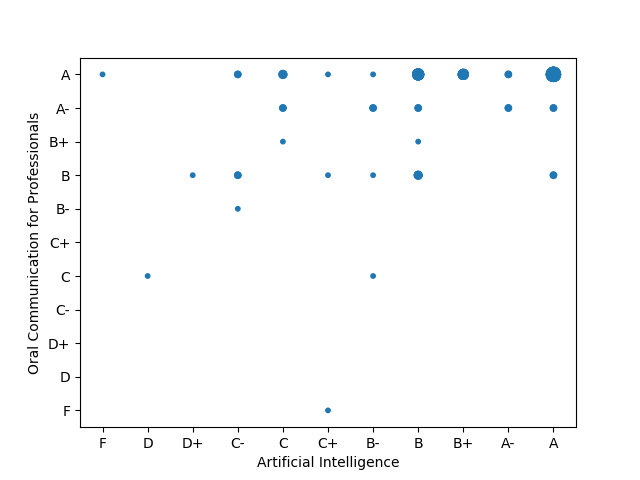 A
A-
B+
B
B-
C+
C
C-
D+
D
F
Oral Communication for Professionals
F D D+ C- C C+ B- B B+ A- A
Artificial Intelligence